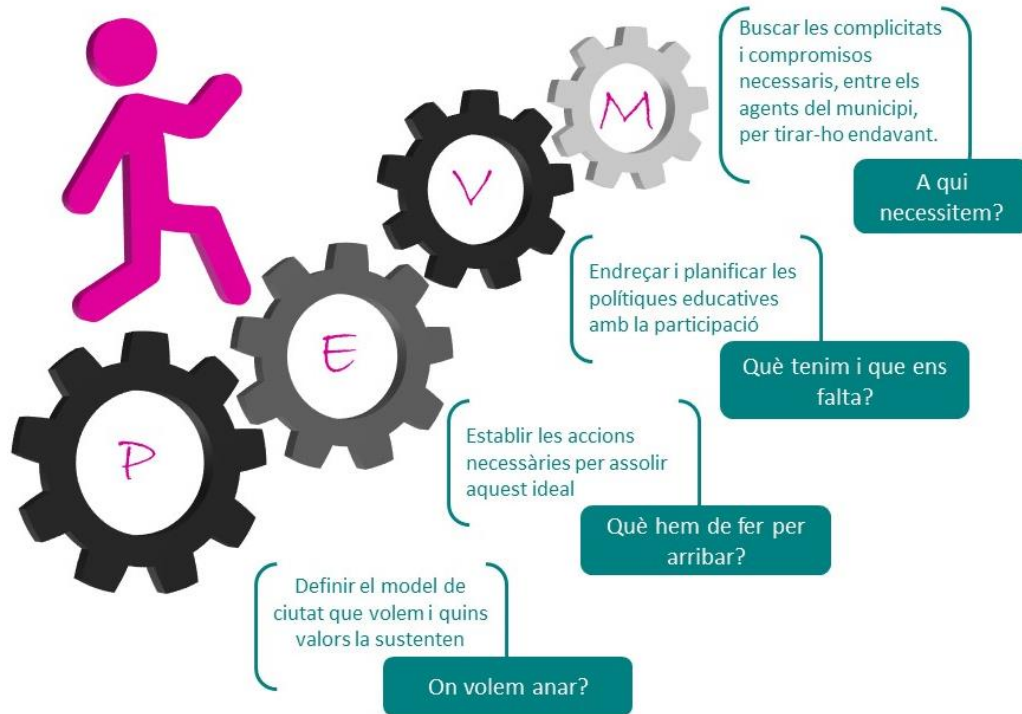 Buscar les complicitats
i compromisos
necessaris, entre els
agents del municipi,
per tirar-ho endavant.
M
A qui
necessitem?
V
Endreçar i planificar les
polítiques educatives
amb la participació
Què tenim i que ens
falta?
E
Establir les accions
necessàries per assolir
aquest ideal
Què hem de fer per
arribar?
P
Definir el model de
ciutat que volem i quins
valors la sustenten
On volem anar?